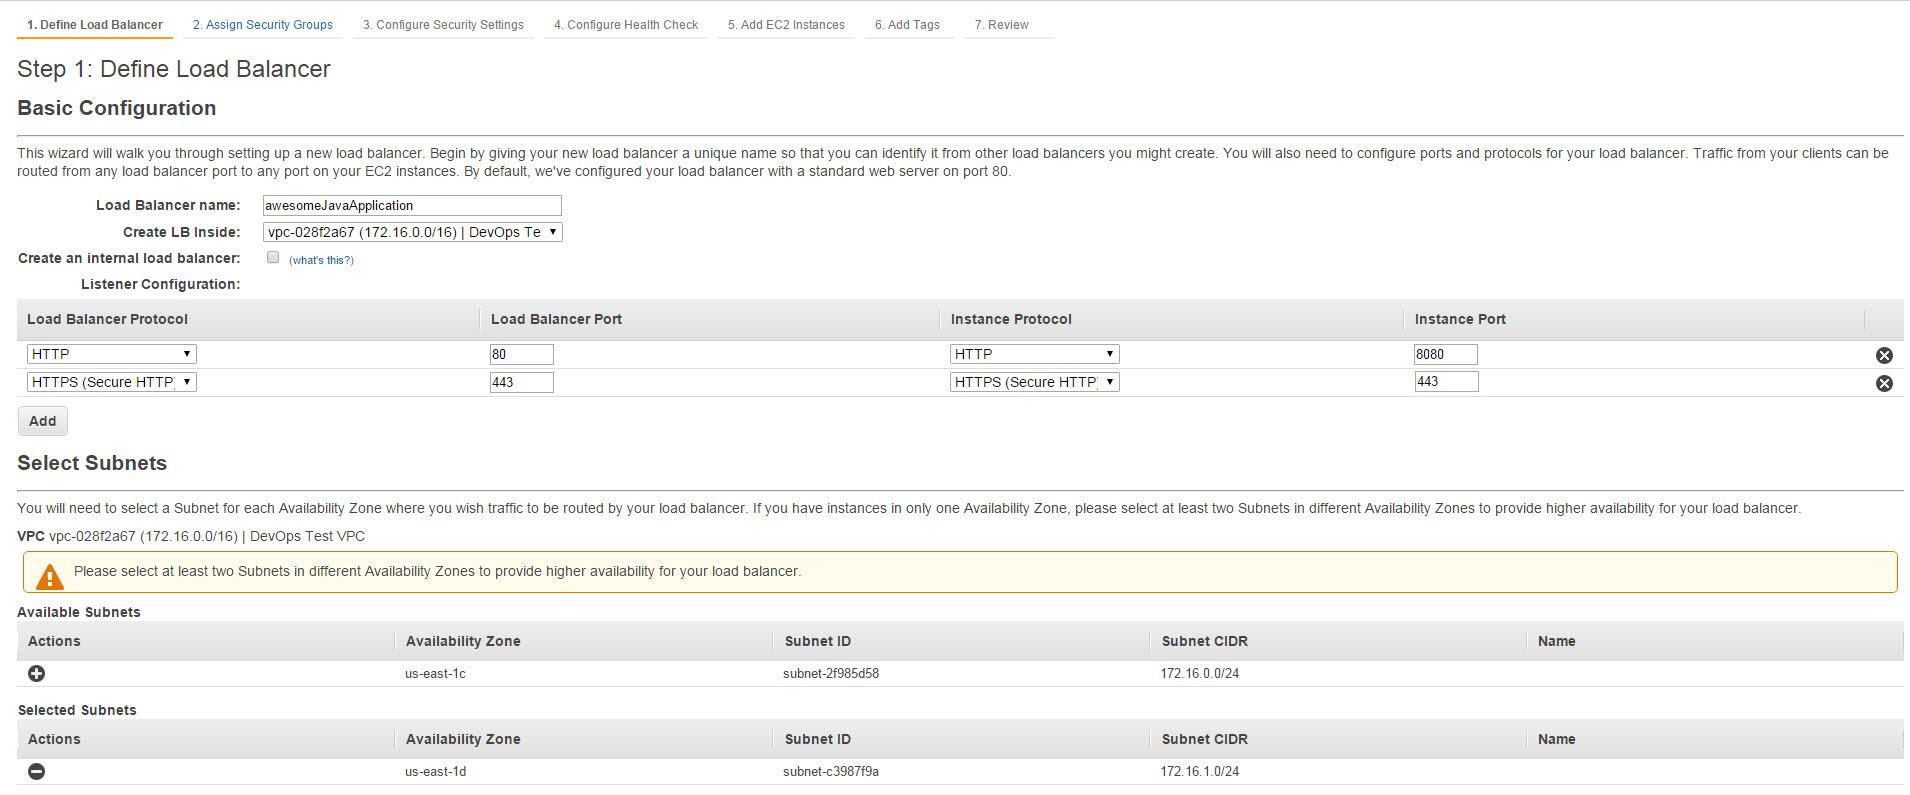 1. Define Load Balancer 2. Assign Security Groups 3. Configure Security Settings 4. Configure Health Check 5. Add EC2 Instances 6. Add Tags 7. Review
Step 1: Define Load Balancer
Basic Configuration
This wizard will walk you through setting up a new load balancer. Begin by giving your new load balancer a unique name so that you can identify it from other load balancers you might create. You will also need to configure ports and protocols for your load balancer. Traffic from your clients can be
routed from any load balancer port to any port on your EC2 instances. By default, we've configured your load balancer with a standard web server on port 80.
Load Balancer name: awesomeJavaApplication
Create LB Inside: vpc-028f2a67 (172.16.0.0/16) | DevOps Te
Create an internal load balancer: (what's this?)
Listener Configuration:
Load Balancer Protocol Load Balancer Port Instance Protocol Instance Port
HTTP 80 HTTP 8080
HTTPS (Secure HTTP) 443 HTTPS (Secure HTTP) 443
Add
Select Subnets
You will need to select a Subnet for each Availability Zone where you wish traffic to be routed by your load balancer. If you have instances in only one Availability Zone, please select at least two Subnets in different Availability Zones to provide higher availability for your load balancer.
VPC vpc-028f2a67 (172.16.0.0/16) | DevOps Test VPC
Please select at least two Subnets in different Availability Zones to provide higher availability for your load balancer.
Available Subnets
Actions Availability Zone Subnet ID Subnet CIDR Name
us-east-1c subnet-2f985d58 172.16.0.0/24
Selected Subnets
Actions Availability Zone Subnet ID Subnet CIDR Name
us-east-1d subnet-c3987f9a 172.16.1.0/24